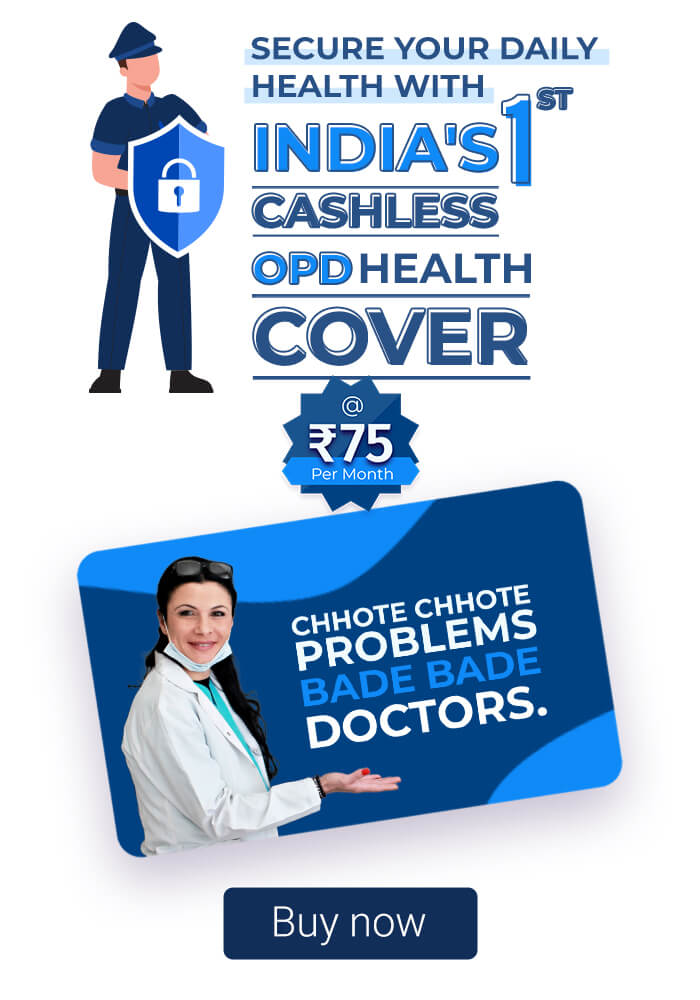 SECURE YOUR DAILY
HEALTH WITH
INDIA'S 1ST
CASHLESS
OPD HEALTH
COVER
@
₹75
Per Month
CHHOTE CHHOTE
PROBLEMS
BADE BADE
DOCTORS.
Buy now